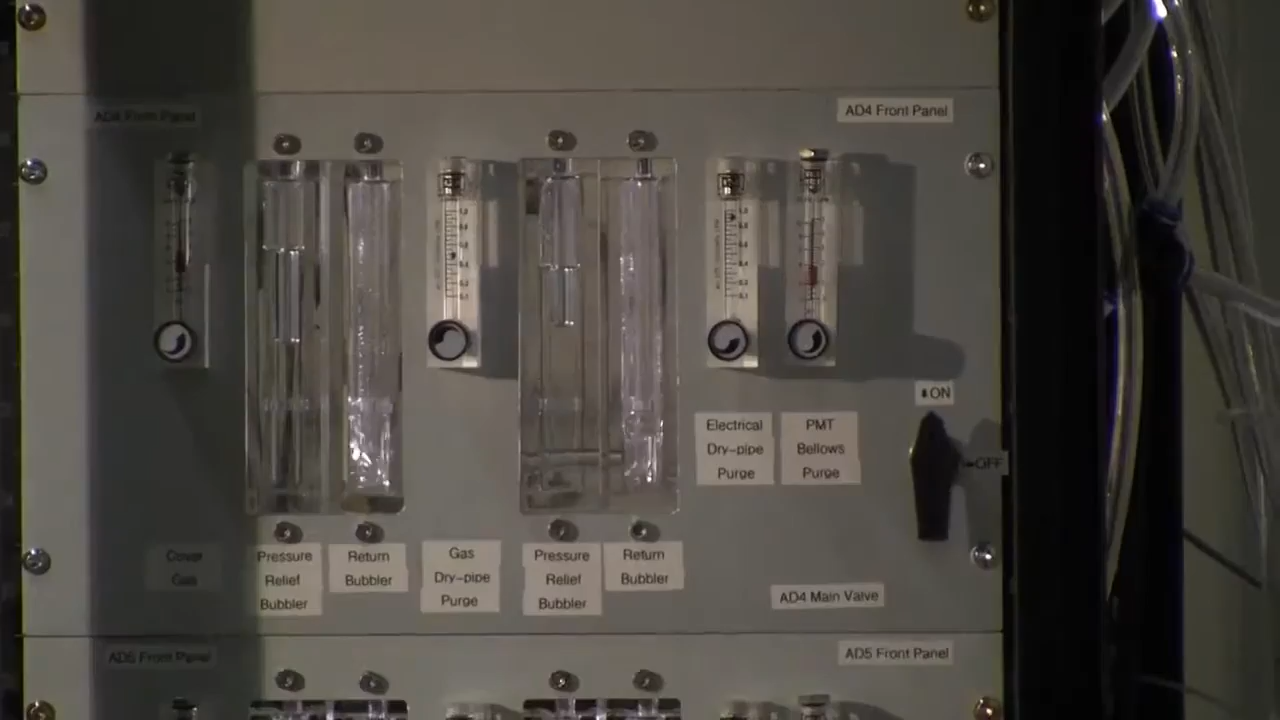 AD4 Front Panel
AD4 Front Panel
ON
OFF
Electrical
Dry-pipe
Purge
PMT
Bellows
Purge
Cover
Gas
Pressure
Relief
Bubbler
Return
Bubbler
Gas
Dry-pipe
Purge
Pressure
Relief
Bubbler
Return
Bubbler
AD4 Main Valve
AD5 Front Panel
AD5 Front Panel